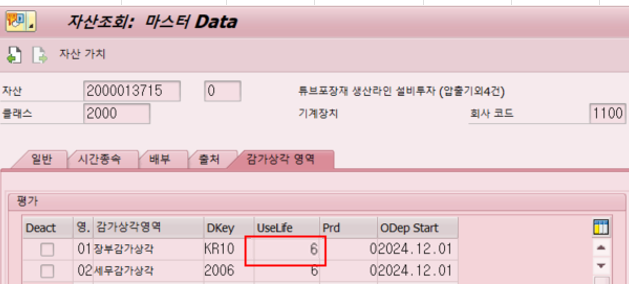 자산조회: 마스터 Data
자산 가치
자산 2000013715 0 튜브포장재 생산라인 설비투자 (압출기외4건)
클래스 2000 기계장치 회사 코드 1100
일반 시간종속 배부 출처 감가상각 영역
평가
Deact 영. 감가상각영역 DKey UseLife Prd ODep Start
01 장부감가상각 KR10 6 0 2024.12.01
02 세무감가상각 2006 6 0 2024.12.01